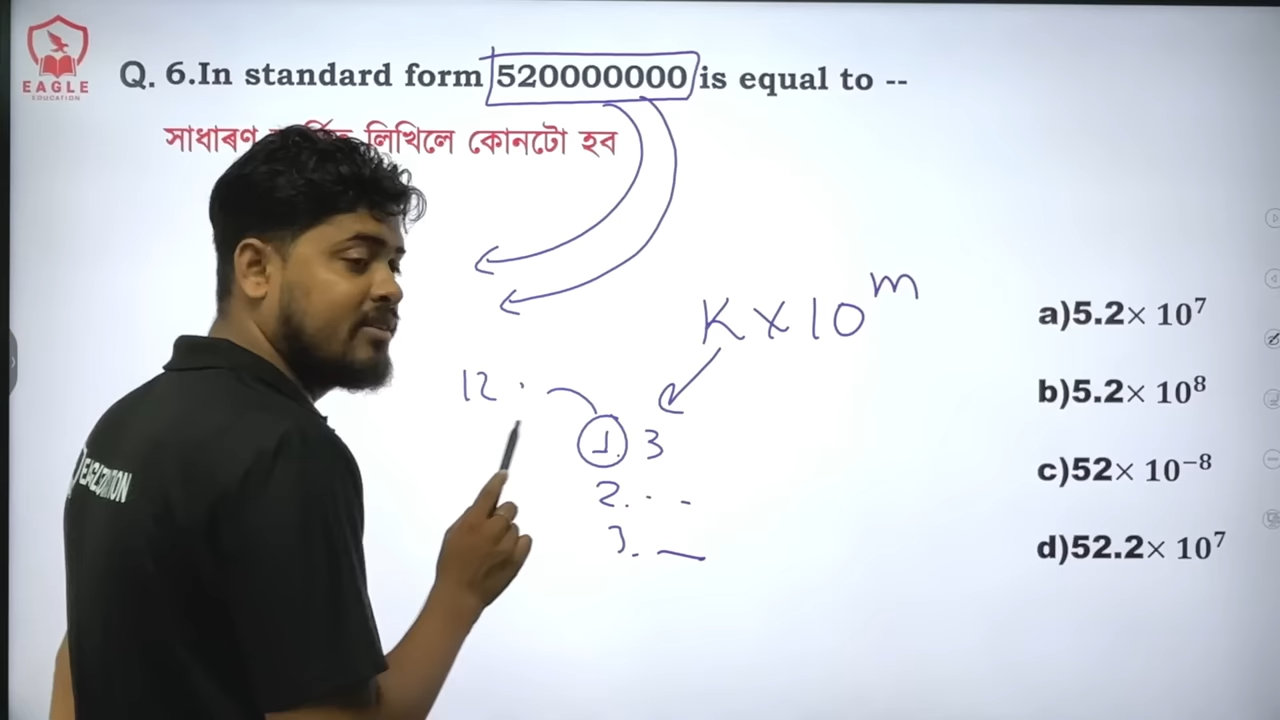 EAGLE
EDUCATION
Q. 6.In standard form 520000000 is equal to --
সাধাৰণ লিখিলে কোনটো হব
K × 10^m
12 .
1. 3
2. . -
3. —
a)5.2× 10⁷
b)5.2× 10⁸
c)52× 10⁻⁸
d)52.2× 10⁷